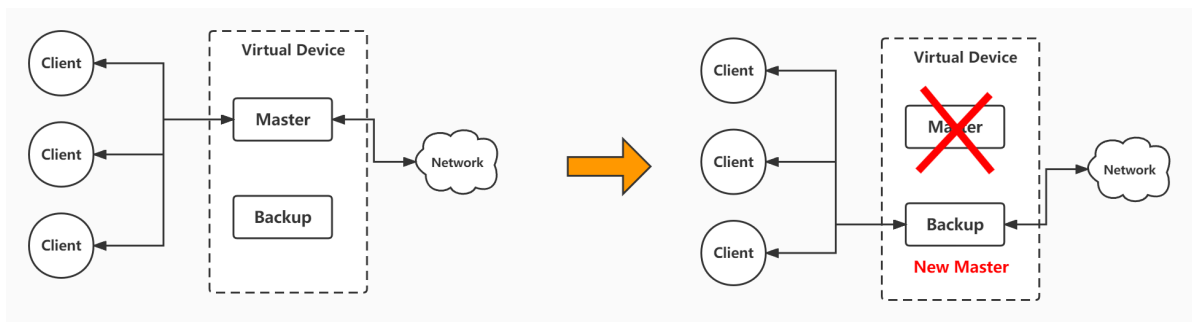 Virtual Device
Client
Master
Client
Network
Backup
Client
Virtual Device
Client
Master
Client
Network
Backup
Client
New Master